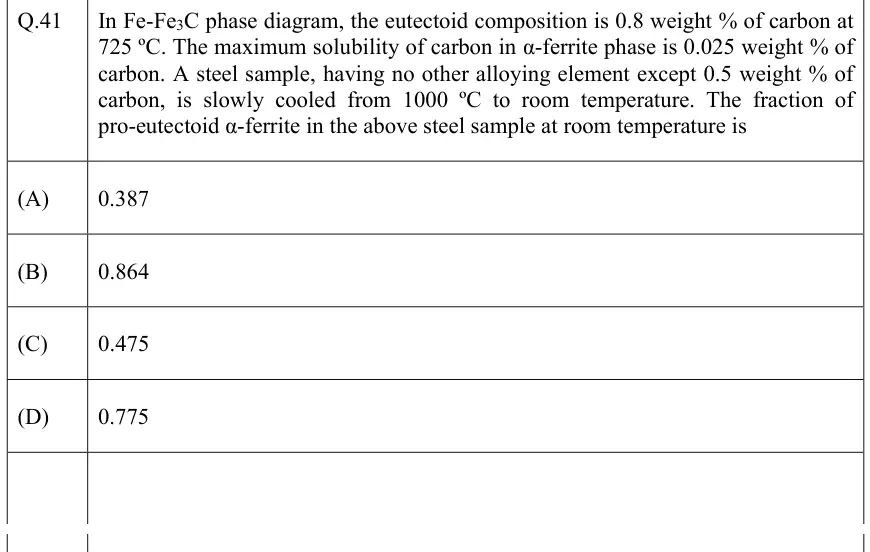 Q.41 In Fe-Fe₃C phase diagram, the eutectoid composition is 0.8 weight % of carbon at
725 ºC. The maximum solubility of carbon in α-ferrite phase is 0.025 weight % of
carbon. A steel sample, having no other alloying element except 0.5 weight % of
carbon, is slowly cooled from 1000 ºC to room temperature. The fraction of
pro-eutectoid α-ferrite in the above steel sample at room temperature is
(A) 0.387
(B) 0.864
(C) 0.475
(D) 0.775